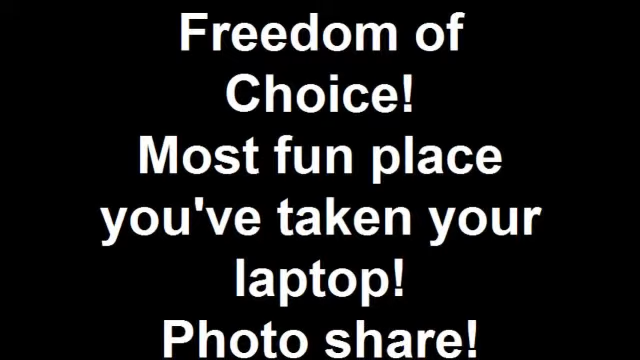 Freedom of
Choice!
Most fun place
you've taken your
laptop!
Photo share!